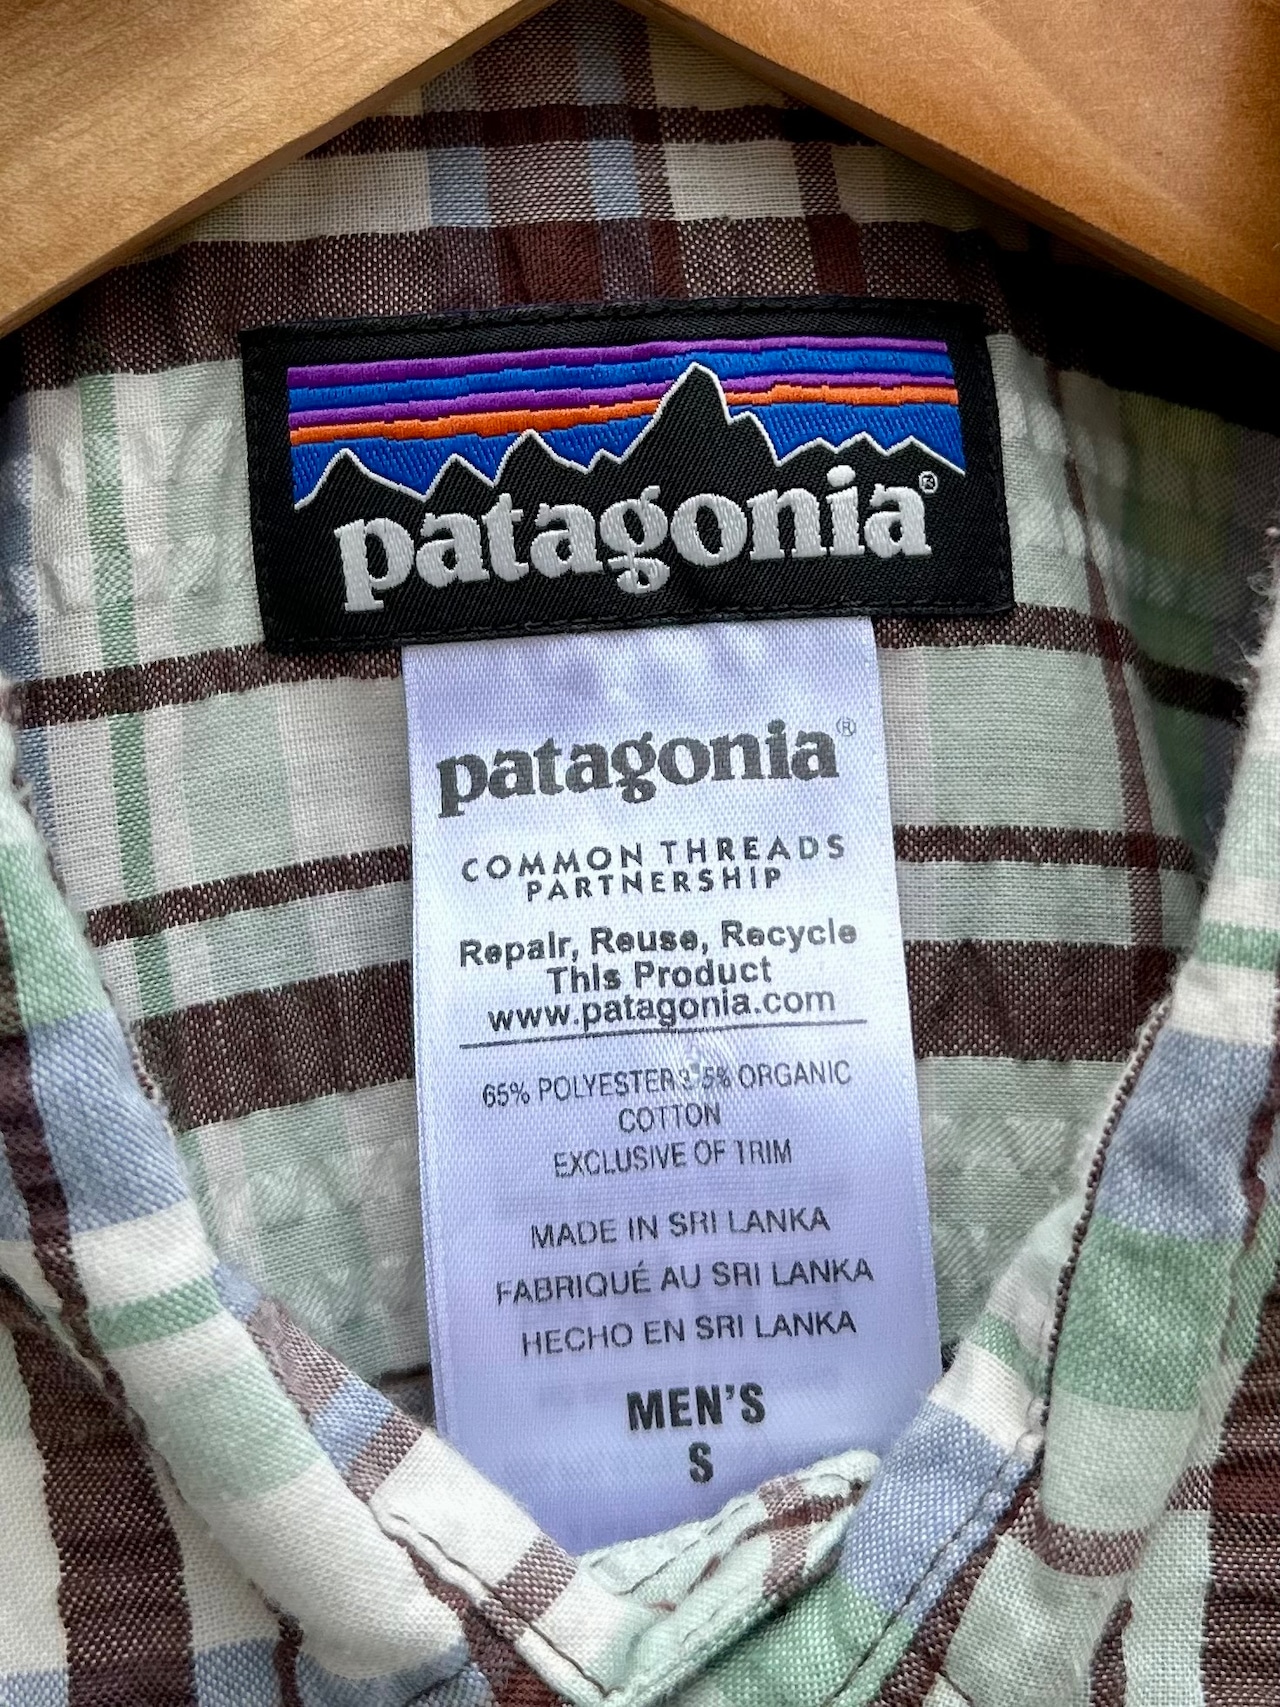 patagonia®
patagonia®
COMMON THREADS
PARTNERSHIP
Repair, Reuse, Recycle
This Product
www.patagonia.com
65% POLYESTER 35% ORGANIC
COTTON
EXCLUSIVE OF TRIM
MADE IN SRI LANKA
FABRIQUÉ AU SRI LANKA
HECHO EN SRI LANKA
MEN'S
S